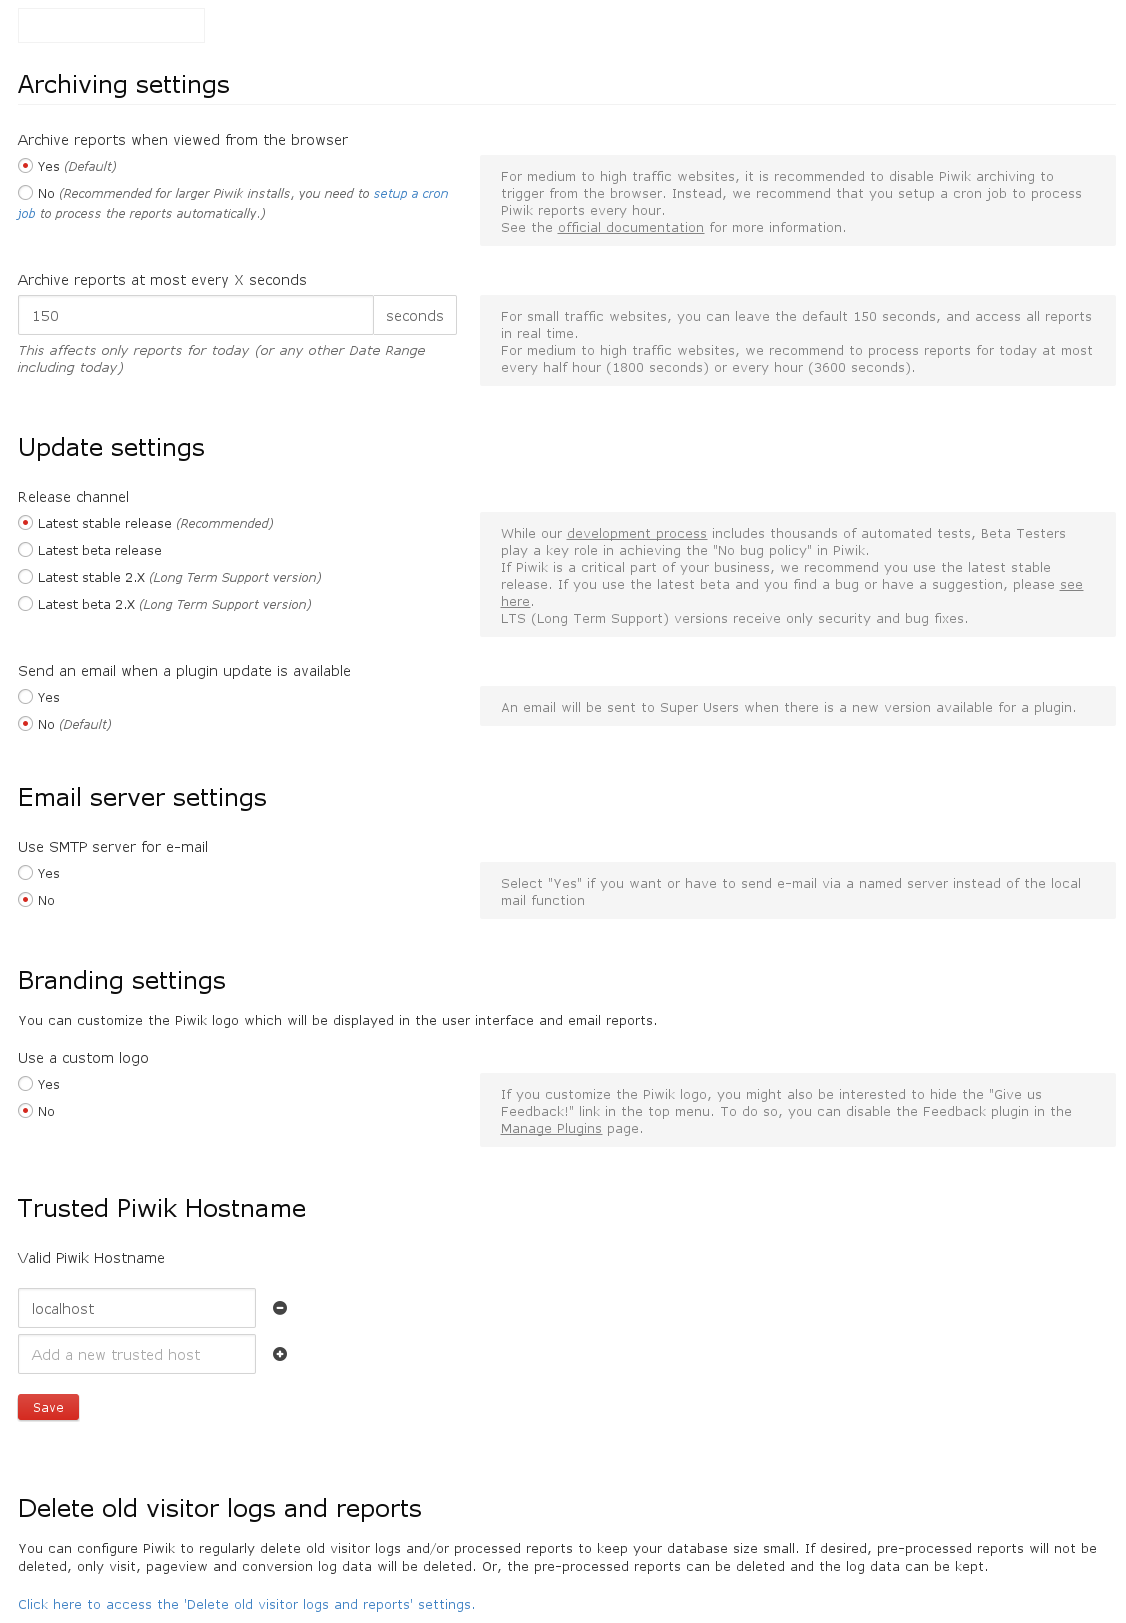 Archiving settings
Archive reports when viewed from the browser
Yes (Default)
No (Recommended for larger Piwik installs, you need to setup a cron
job to process the reports automatically.)
For medium to high traffic websites, it is recommended to disable Piwik archiving to
trigger from the browser. Instead, we recommend that you setup a cron job to process
Piwik reports every hour.
See the official documentation for more information.
Archive reports at most every X seconds
150 seconds
This affects only reports for today (or any other Date Range
including today)
For small traffic websites, you can leave the default 150 seconds, and access all reports
in real time.
For medium to high traffic websites, we recommend to process reports for today at most
every half hour (1800 seconds) or every hour (3600 seconds).
Update settings
Release channel
Latest stable release (Recommended)
Latest beta release
Latest stable 2.X (Long Term Support version)
Latest beta 2.X (Long Term Support version)
While our development process includes thousands of automated tests, Beta Testers
play a key role in achieving the "No bug policy" in Piwik.
If Piwik is a critical part of your business, we recommend you use the latest stable
release. If you use the latest beta and you find a bug or have a suggestion, please see
here.
LTS (Long Term Support) versions receive only security and bug fixes.
Send an email when a plugin update is available
Yes
No (Default)
An email will be sent to Super Users when there is a new version available for a plugin.
Email server settings
Use SMTP server for e-mail
Yes
No
Select "Yes" if you want or have to send e-mail via a named server instead of the local
mail function
Branding settings
You can customize the Piwik logo which will be displayed in the user interface and email reports.
Use a custom logo
Yes
No
If you customize the Piwik logo, you might also be interested to hide the "Give us
Feedback!" link in the top menu. To do so, you can disable the Feedback plugin in the
Manage Plugins page.
Trusted Piwik Hostname
Valid Piwik Hostname
localhost
Add a new trusted host
Save
Delete old visitor logs and reports
You can configure Piwik to regularly delete old visitor logs and/or processed reports to keep your database size small. If desired, pre-processed reports will not be
deleted, only visit, pageview and conversion log data will be deleted. Or, the pre-processed reports can be deleted and the log data can be kept.
Click here to access the 'Delete old visitor logs and reports' settings.